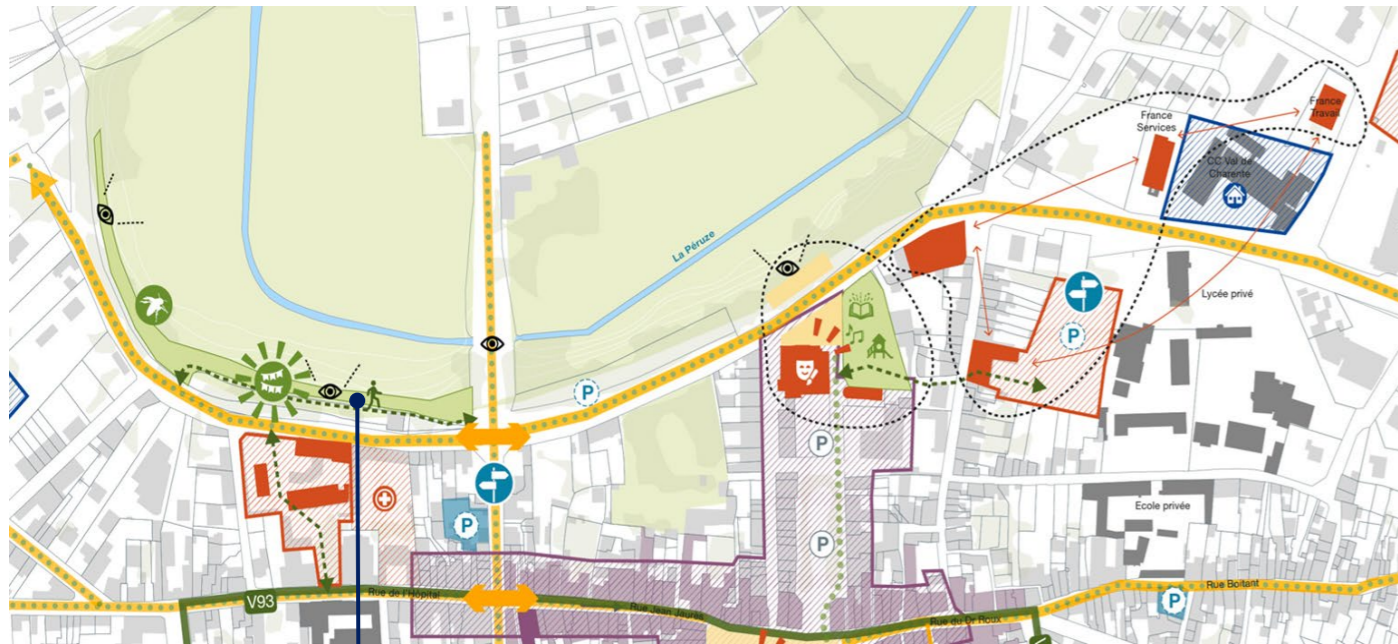 France
Travail
France
Services
CC Val de
Charente
La Péruze
Lycée privé
P
P
P
P
P
Ecole privée
V93
Rue de l'Hôpital
Rue Jean Jaurès
Rue du Dr Roux
Rue Boitant
P